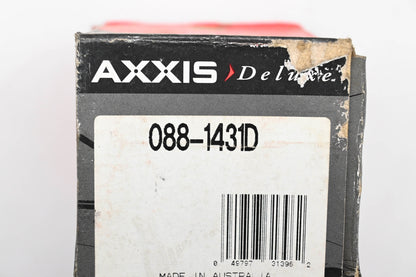 AXXIS Deluxe
088-1431D
0 49797 31396 2
MADE IN AUSTRALIA